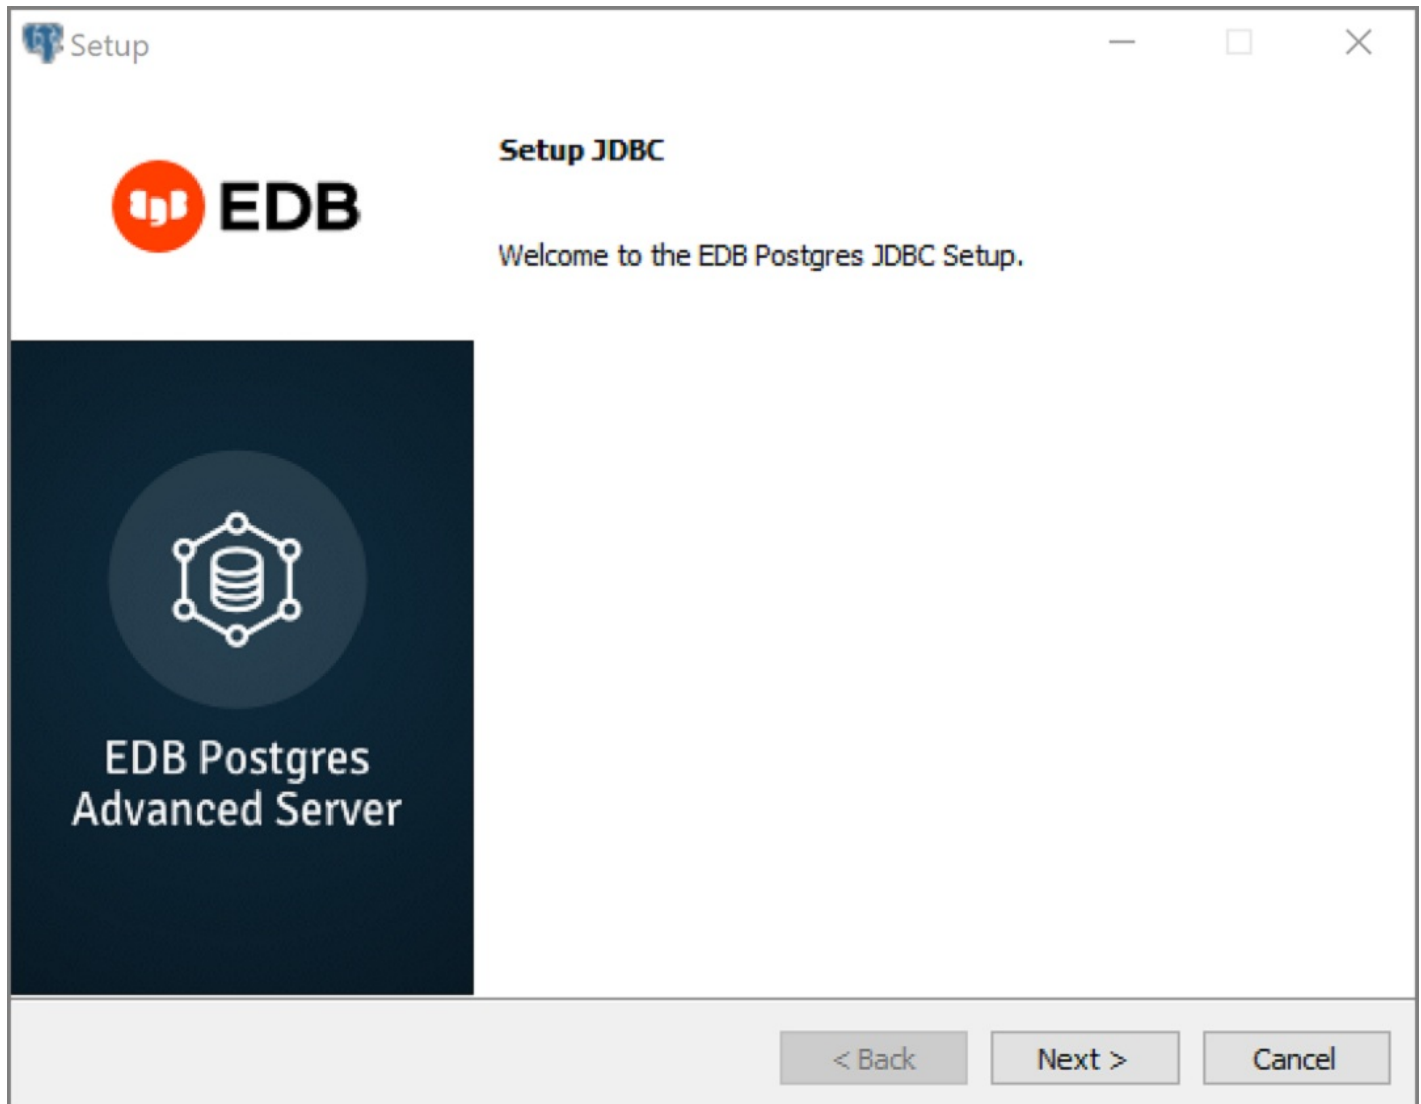 Setup
EDB
Setup JDBC
Welcome to the EDB Postgres JDBC Setup.
EDB Postgres
Advanced Server
< Back
Next >
Cancel